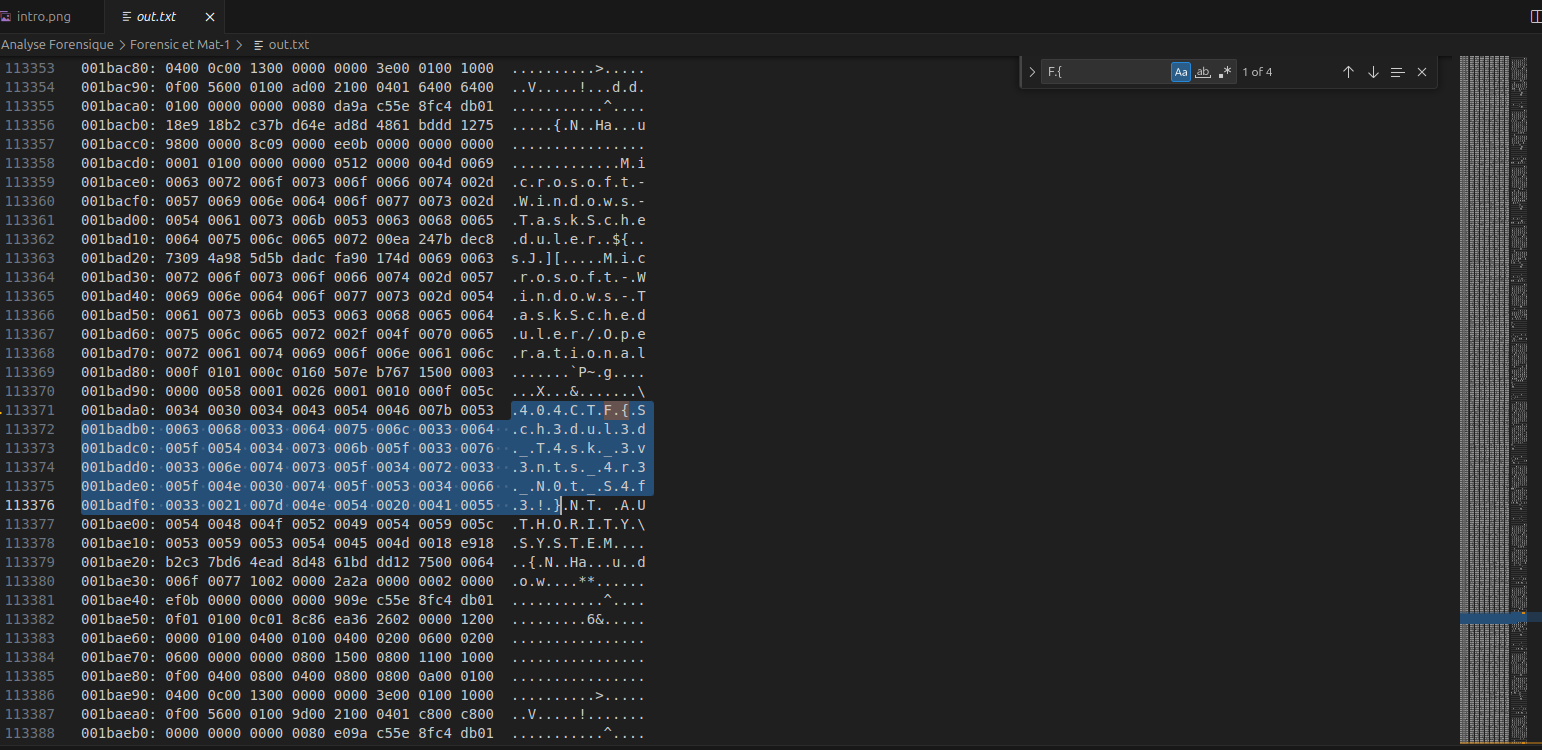 intro.png
out.txt
Analyse Forensique > Forensic et Mat-1 > out.txt
F.{ Aa ab .* 1 of 4
113353 001bac80: 0400 0c00 1300 0000 0000 3e00 0100 1000 ..........>.....
113354 001bac90: 0f00 5600 0100 ad00 2100 0401 6400 6400 ..V.....!...d.d.
113355 001baca0: 0100 0000 0000 0080 da9a c55e 8fc4 db01 ...........^....
113356 001bacb0: 18e9 18b2 c37b d64e ad8d 4861 bddd 1275 .....{.N..Ha...u
113357 001bacc0: 9800 0000 8c09 0000 ee0b 0000 0000 0000 ................
113358 001bacd0: 0001 0100 0000 0000 0512 0000 004d 0069 .............M.i
113359 001bace0: 0063 0072 006f 0073 006f 0066 0074 002d .c.r.o.s.o.f.t.-
113360 001bacf0: 0057 0069 006e 0064 006f 0077 0073 002d .W.i.n.d.o.w.s.-
113361 001bad00: 0054 0061 0073 006b 0053 0063 0068 0065 .T.a.s.k.S.c.h.e
113362 001bad10: 0064 0075 006c 0065 0072 00ea 247b dec8 .d.u.l.e.r..${..
113363 001bad20: 7309 4a98 5d5b dadc fa90 174d 0069 0063 s.J.][.....M.i.c
113364 001bad30: 0072 006f 0073 006f 0066 0074 002d 0057 .r.o.s.o.f.t.-.W
113365 001bad40: 0069 006e 0064 006f 0077 0073 002d 0054 .i.n.d.o.w.s.-.T
113366 001bad50: 0061 0073 006b 0053 0063 0068 0065 0064 .a.s.k.S.c.h.e.d
113367 001bad60: 0075 006c 0065 0072 002f 004f 0070 0065 .u.l.e.r./.O.p.e
113368 001bad70: 0072 0061 0074 0069 006f 006e 0061 006c .r.a.t.i.o.n.a.l
113369 001bad80: 000f 0101 000c 0160 507e b767 1500 0003 .......`P~.g....
113370 001bad90: 0000 0058 0001 0026 0001 0010 000f 005c ...X...&.......\
113371 001bada0: 0034 0030 0034 0043 0054 0046 007b 0053 .4.0.4.C.T.F.{.S
113372 001badb0: 0063 0068 0033 0064 0075 006c 0033 0064 .c.h.3.d.u.l.3.d
113373 001badc0: 005f 0054 0034 0073 006b 005f 0033 0076 ._.T.4.s.k._.3.v
113374 001badd0: 0033 006e 0074 0073 005f 0034 0072 0033 .3.n.t.s._.4.r.3
113375 001bade0: 005f 004e 0030 0074 005f 0053 0034 0066 ._.N.0.t._.S.4.f
113376 001badf0: 0033 0021 007d 004e 0054 0020 0041 0055 .3.!.}.N.T. .A.U
113377 001bae00: 0054 0048 004f 0052 0049 0054 0059 005c .T.H.O.R.I.T.Y.\
113378 001bae10: 0053 0059 0053 0054 0045 004d 0018 e918 .S.Y.S.T.E.M....
113379 001bae20: b2c3 7bd6 4ead 8d48 61bd dd12 7500 0064 ..{.N..Ha...u..d
113380 001bae30: 006f 0077 1002 0000 2a2a 0000 0002 0000 .o.w....**......
113381 001bae40: ef0b 0000 0000 0000 909e c55e 8fc4 db01 ...........^....
113382 001bae50: 0f01 0100 0c01 8c86 ea36 2602 0000 1200 .........6&.....
113383 001bae60: 0000 0100 0400 0100 0400 0200 0600 0200 ................
113384 001bae70: 0600 0000 0000 0800 1500 0800 1100 1000 ................
113385 001bae80: 0f00 0400 0800 0400 0800 0800 0a00 0100 ................
113386 001bae90: 0400 0c00 1300 0000 0000 3e00 0100 1000 ..........>.....
113387 001baea0: 0f00 5600 0100 9d00 2100 0401 c800 c800 ..V.....!.......
113388 001baeb0: 0000 0000 0000 0080 e09a c55e 8fc4 db01 ...........^....